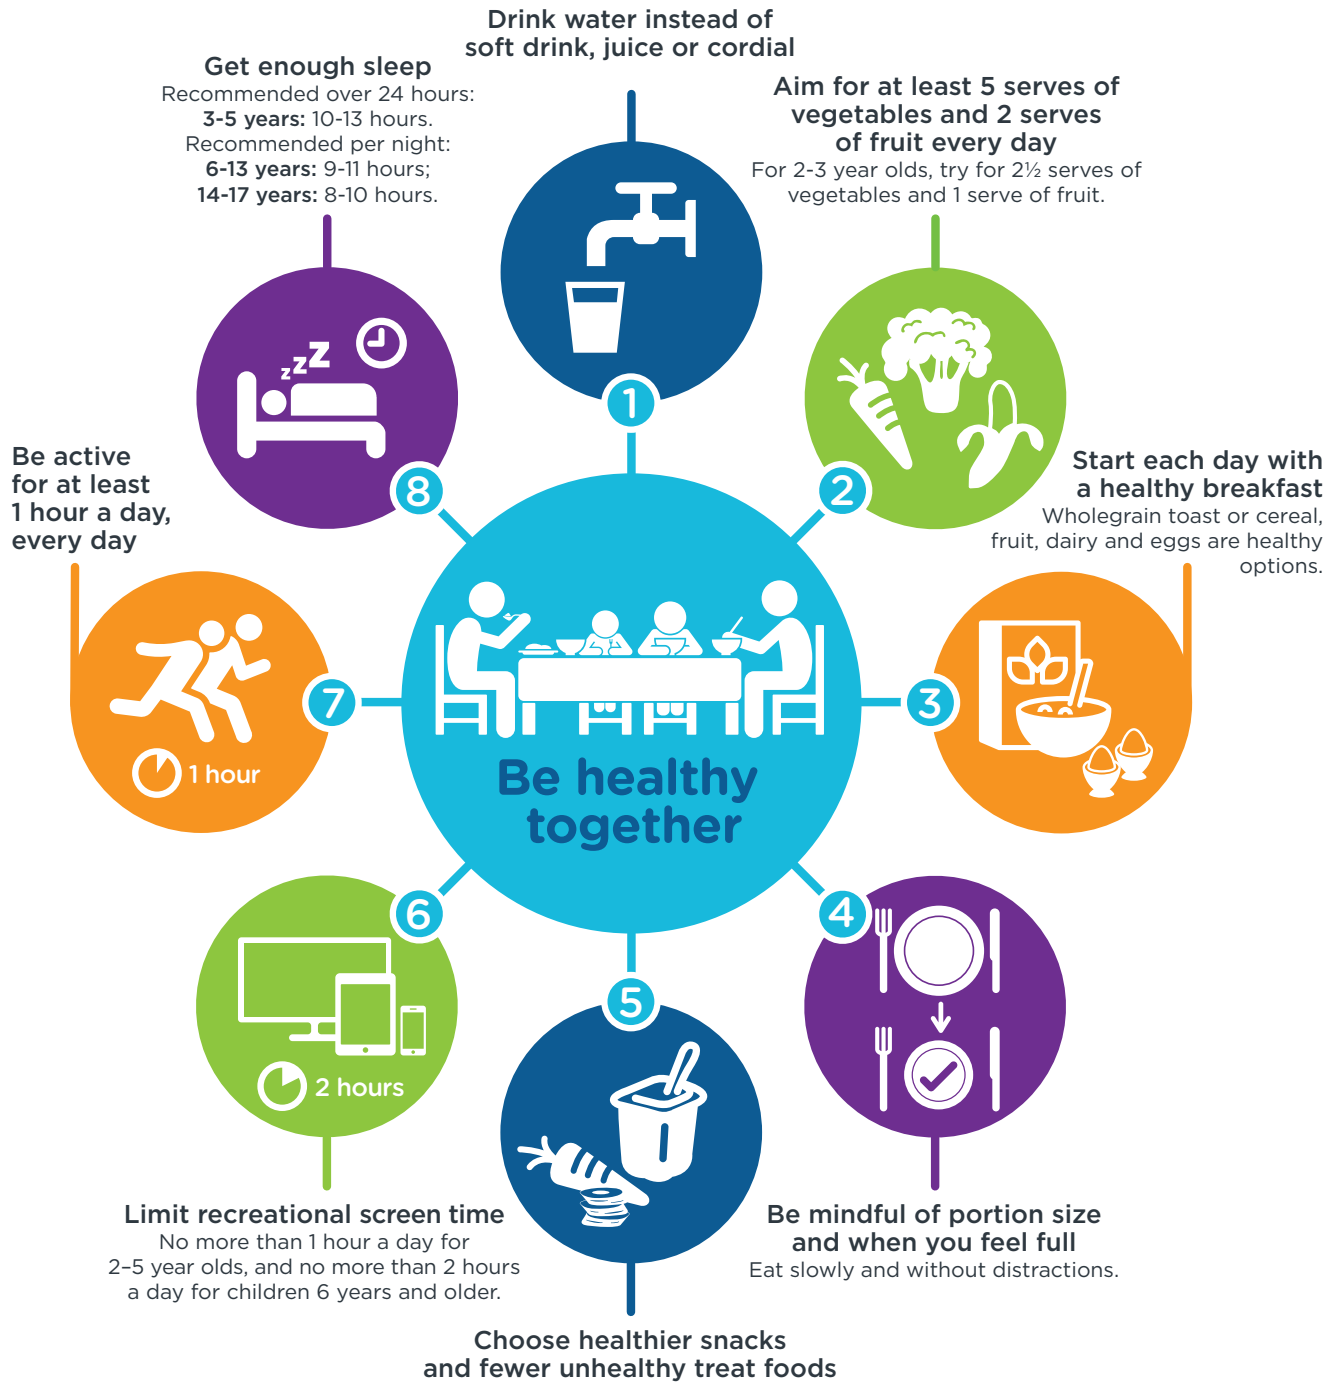 Drink water instead of
soft drink, juice or cordial
1
Aim for at least 5 serves of
vegetables and 2 serves
of fruit every day
For 2-3 year olds, try for 2½ serves of
vegetables and 1 serve of fruit.
2
Start each day with
a healthy breakfast
Wholegrain toast or cereal,
fruit, dairy and eggs are healthy
options.
3
4
Be mindful of portion size
and when you feel full
Eat slowly and without distractions.
5
Choose healthier snacks
and fewer unhealthy treat foods
6
2 hours
Limit recreational screen time
No more than 1 hour a day for
2–5 year olds, and no more than 2 hours
a day for children 6 years and older.
Be active
for at least
1 hour a day,
every day
7
1 hour
Get enough sleep
Recommended over 24 hours:
3-5 years: 10-13 hours.
Recommended per night:
6-13 years: 9-11 hours;
14-17 years: 8-10 hours.
z z Z
8
Be healthy
together